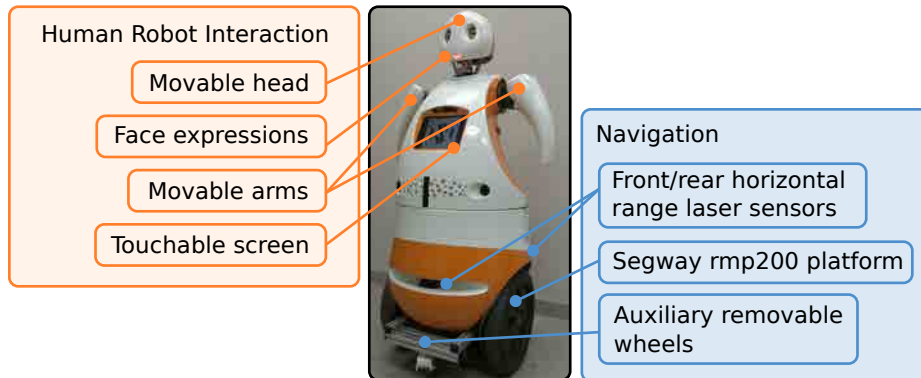 Human Robot Interaction
Movable head
Face expressions
Movable arms
Touchable screen
Navigation
Front/rear horizontal
range laser sensors
Segway rmp200 platform
Auxiliary removable
wheels